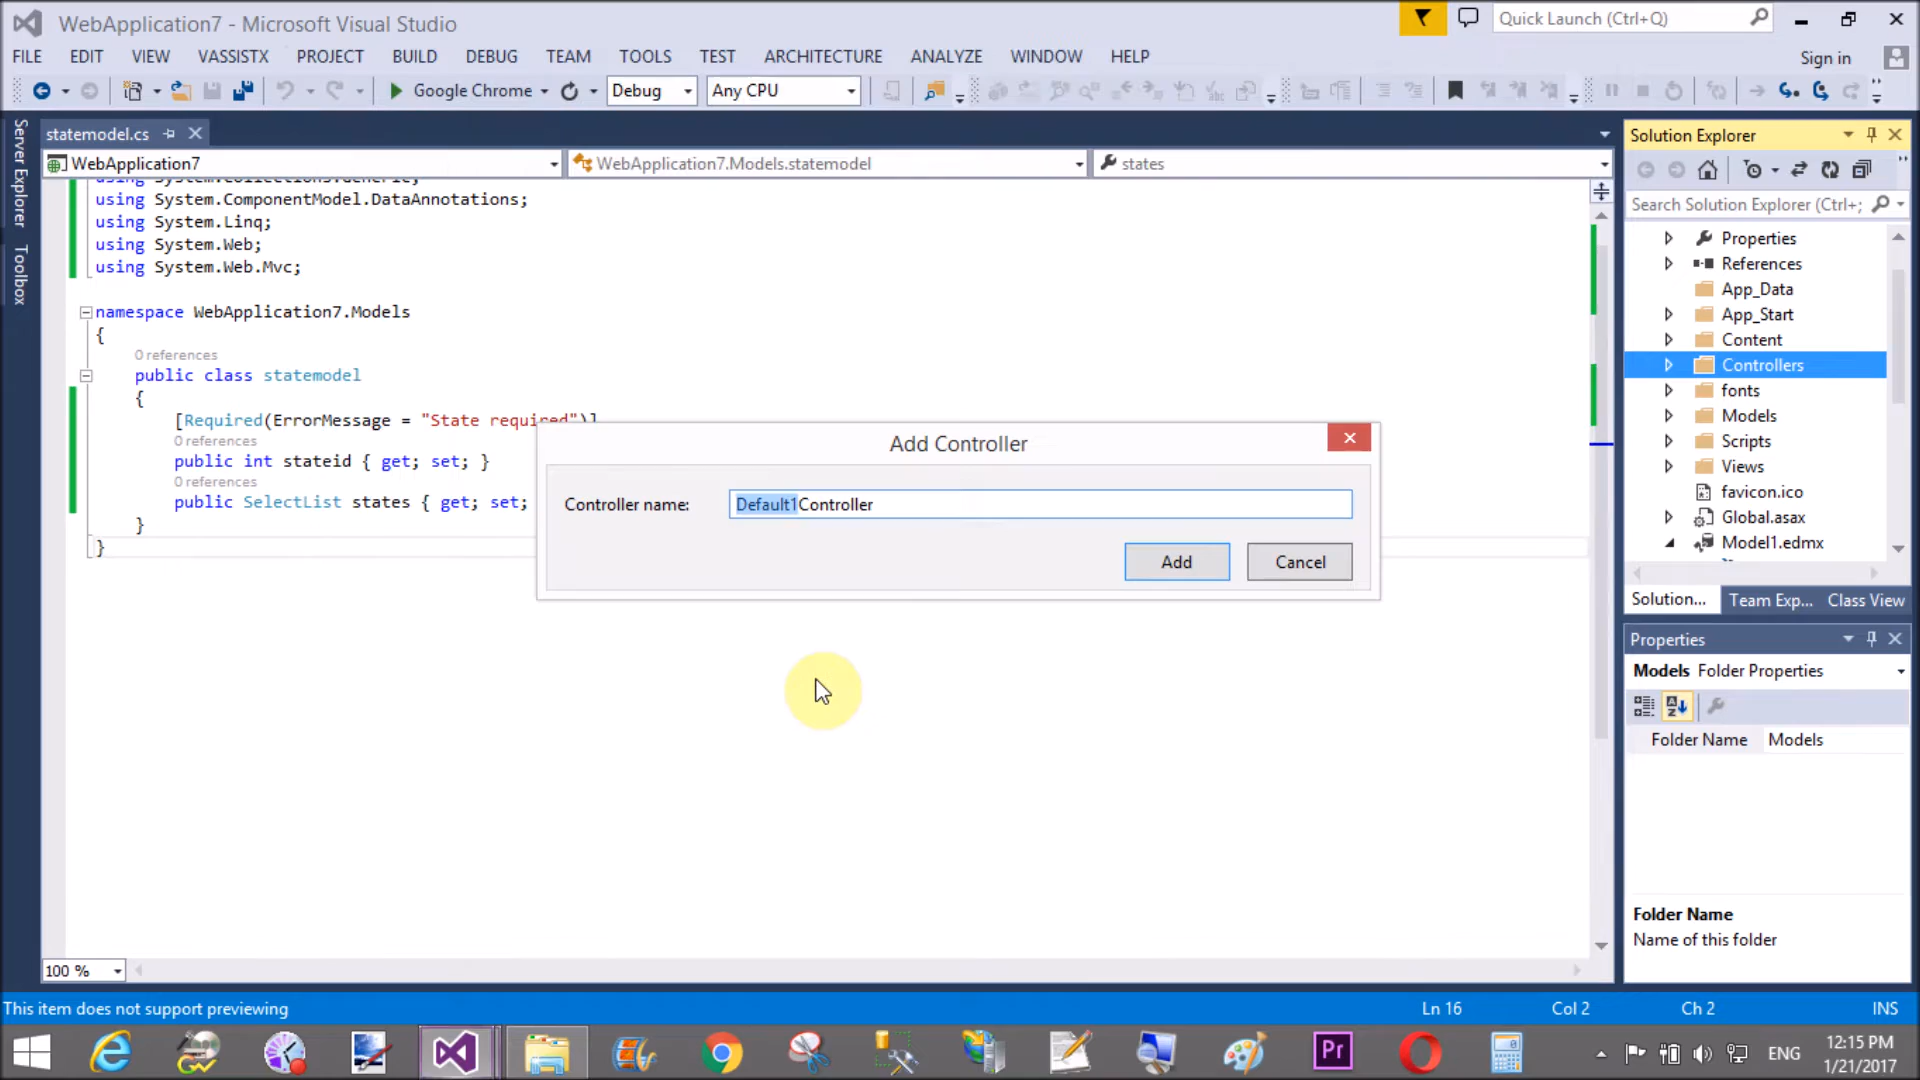 WebApplication7 - Microsoft Visual Studio
Quick Launch (Ctrl+Q)
FILE EDIT VIEW VASSISTX PROJECT BUILD DEBUG TEAM TOOLS TEST ARCHITECTURE ANALYZE WINDOW HELP
Sign in
Google Chrome Debug Any CPU
Server Explorer
Toolbox
statemodel.cs
WebApplication7 WebApplication7.Models.statemodel states
using System.Collections.Generic;
using System.ComponentModel.DataAnnotations;
using System.Linq;
using System.Web;
using System.Web.Mvc;
namespace WebApplication7.Models
{
0 references
public class statemodel
{
[Required(ErrorMessage = "State required")]
0 references
public int stateid { get; set; }
0 references
public SelectList states { get; set;
}
}
Add Controller
Controller name:
Default1Controller
Add Cancel
Solution Explorer
Search Solution Explorer (Ctrl+;
Properties
References
App_Data
App_Start
Content
Controllers
fonts
Models
Scripts
Views
favicon.ico
Global.asax
Model1.edmx
Solution... Team Exp... Class View
Properties
Models Folder Properties
Folder Name Models
Folder Name
Name of this folder
100 %
This item does not support previewing
Ln 16 Col 2 Ch 2 INS
Pr
ENG
12:15 PM
1/21/2017